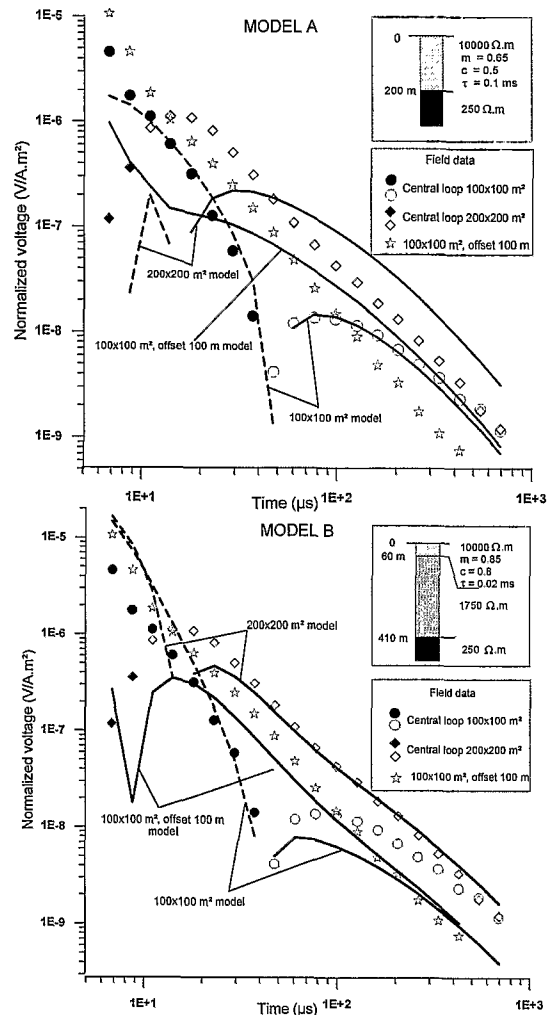 MODEL A
1E-5
1E-6
1E-7
1E-8
1E-9
Normalized voltage (V/A.m²)
0
200 m
10000 Ω.m
m = 0.65
c = 0.5
τ = 0.1 ms
250 Ω.m
Field data
Central loop 100x100 m²
Central loop 200x200 m²
100x100 m², offset 100 m
200x200 m² model
100x100 m², offset 100 m model
100x100 m² model
1E+1
1E+2
1E+3
Time (µs)
MODEL B
1E-5
1E-6
1E-7
1E-8
1E-9
Normalized voltage (V/A.m²)
0
60 m
410 m
10000 Ω.m
m = 0.85
c = 0.8
τ = 0.02 ms
1750 Ω.m
250 Ω.m
Field data
Central loop 100x100 m²
Central loop 200x200 m²
100x100 m², offset 100 m
200x200 m² model
100x100 m², offset 100 m
model
100x100 m² model
1E+1
1E+2
1E+3
Time (µs)